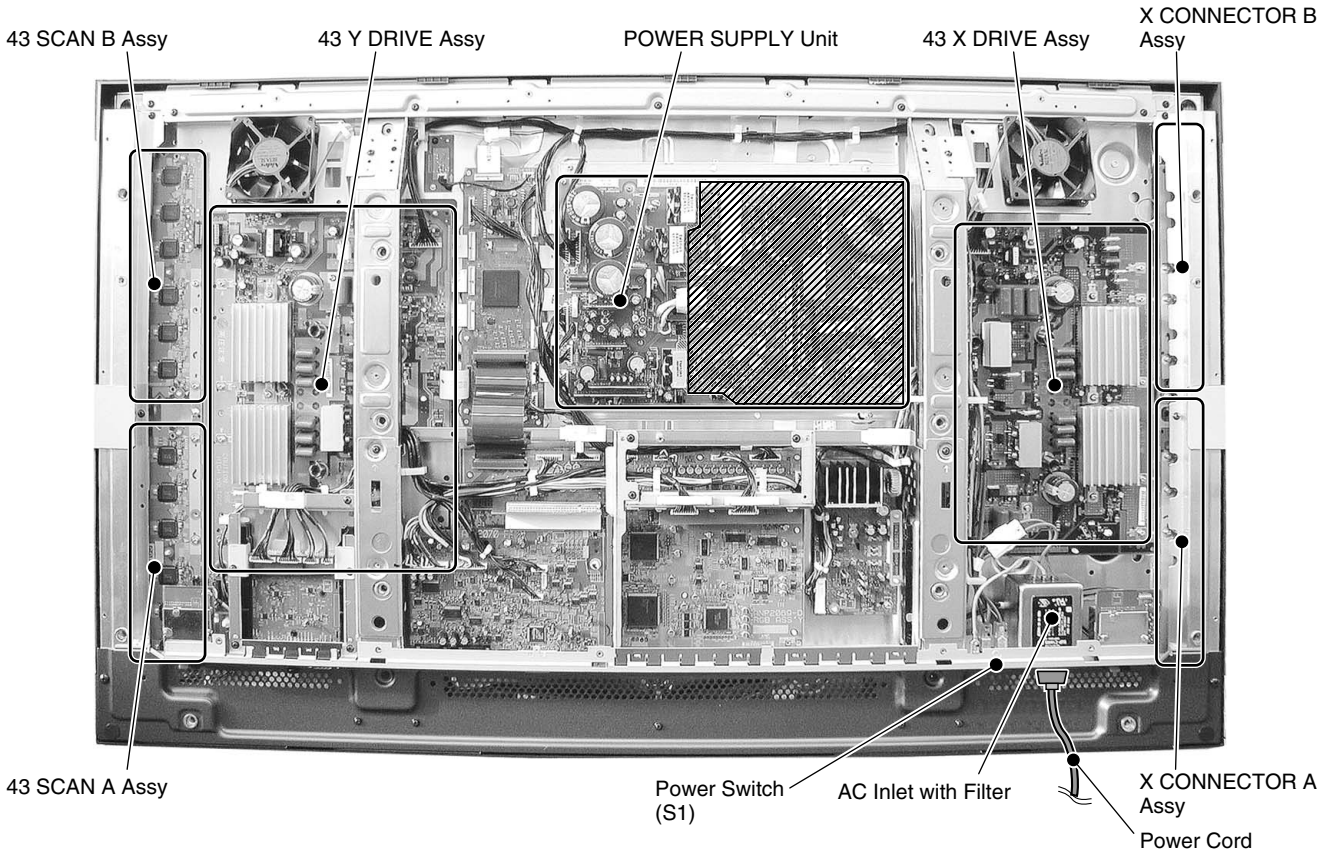 43 SCAN B Assy
43 Y DRIVE Assy
POWER SUPPLY Unit
43 X DRIVE Assy
X CONNECTOR B
Assy
43 SCAN A Assy
Power Switch
(S1)
AC Inlet with Filter
X CONNECTOR A
Assy
Power Cord